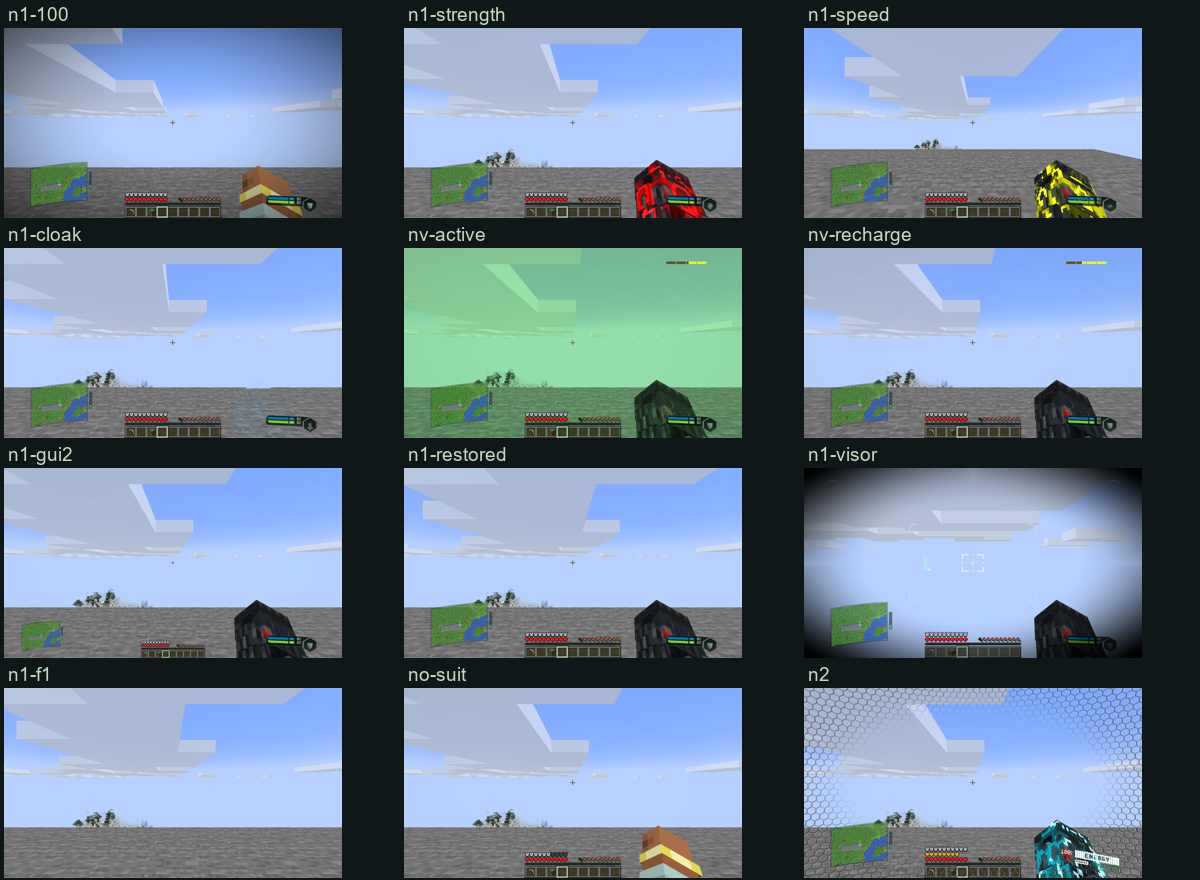 n1-100
n1-strength
n1-speed
n1-cloak
nv-active
nv-recharge
n1-gui2
n1-restored
n1-visor
n1-f1
no-suit
n2
ENERGY